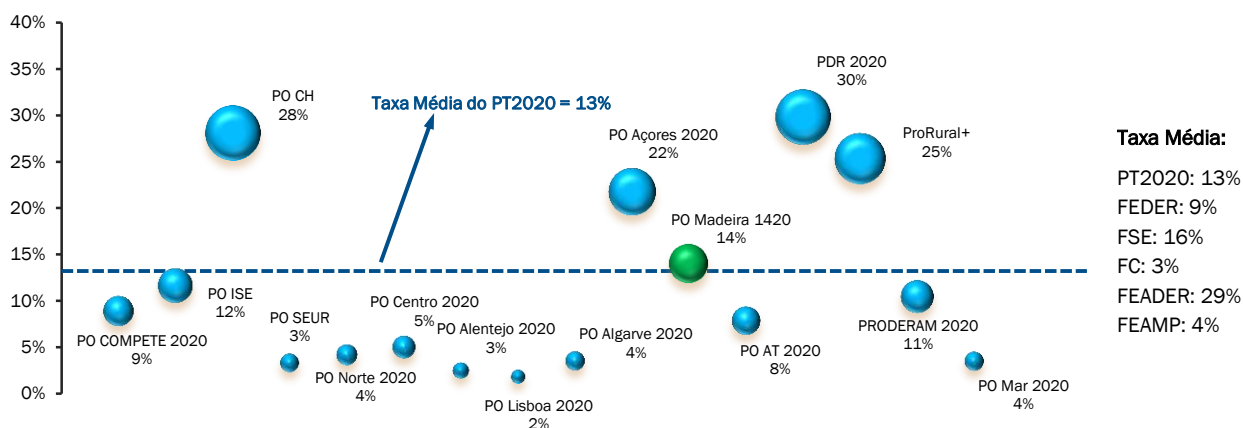 40%
35%
30%
25%
20%
15%
10%
5%
0%
PO COMPETE 2020
9%
PO ISE
12%
PO CH
28%
PO SEUR
3%
PO Norte 2020
4%
PO Centro 2020
5%
PO Alentejo 2020
3%
PO Lisboa 2020
2%
PO Algarve 2020
4%
Taxa Média do PT2020 = 13%
PO Açores 2020
22%
PO Madeira 1420
14%
PO AT 2020
8%
PDR 2020
30%
ProRural+
25%
PRODERAM 2020
11%
PO Mar 2020
4%
Taxa Média:
PT2020: 13%
FEDER: 9%
FSE: 16%
FC: 3%
FEADER: 29%
FEAMP: 4%